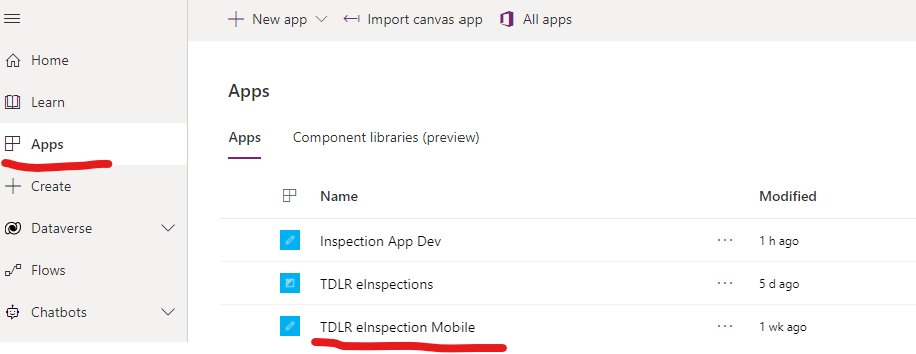 New app
Import canvas app
All apps
Home
Learn
Apps
Create
Dataverse
Flows
Chatbots
Apps
Apps
Component libraries (preview)
Name
Modified
Inspection App Dev
1 h ago
TDLR eInspections
5 d ago
TDLR eInspection Mobile
1 wk ago